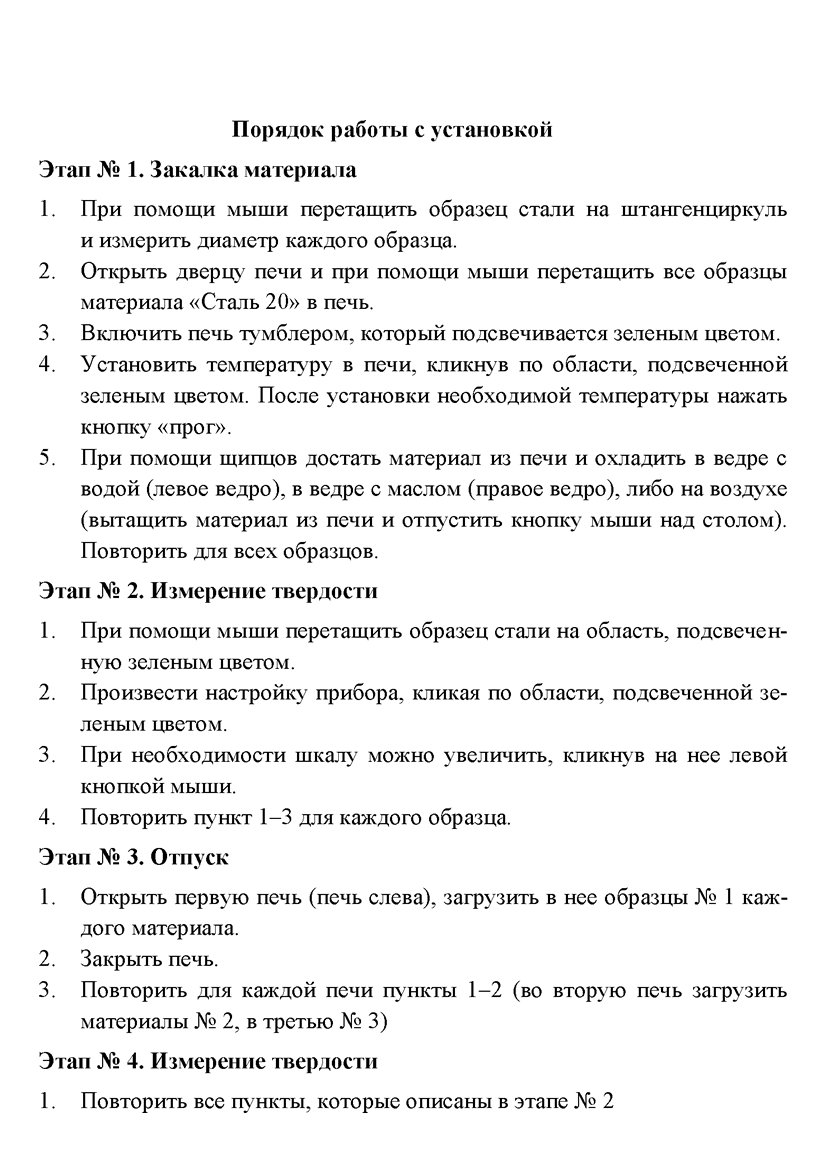 Порядок работы с установкой
Этап № 1. Закалка материала
1. При помощи мыши перетащить образец стали на штангенциркуль
и измерить диаметр каждого образца.
2. Открыть дверцу печи и при помощи мыши перетащить все образцы
материала «Сталь 20» в печь.
3. Включить печь тумблером, который подсвечивается зеленым цветом.
4. Установить температуру в печи, кликнув по области, подсвеченной
зеленым цветом. После установки необходимой температуры нажать
кнопку «прог».
5. При помощи щипцов достать материал из печи и охладить в ведре с
водой (левое ведро), в ведре с маслом (правое ведро), либо на воздухе
(вытащить материал из печи и отпустить кнопку мыши над столом).
Повторить для всех образцов.
Этап № 2. Измерение твердости
1. При помощи мыши перетащить образец стали на область, подсвечен-
ную зеленым цветом.
2. Произвести настройку прибора, кликая по области, подсвеченной зе-
леным цветом.
3. При необходимости шкалу можно увеличить, кликнув на нее левой
кнопкой мыши.
4. Повторить пункт 1–3 для каждого образца.
Этап № 3. Отпуск
1. Открыть первую печь (печь слева), загрузить в нее образцы № 1 каж-
дого материала.
2. Закрыть печь.
3. Повторить для каждой печи пункты 1–2 (во вторую печь загрузить
материалы № 2, в третью № 3)
Этап № 4. Измерение твердости
1. Повторить все пункты, которые описаны в этапе № 2